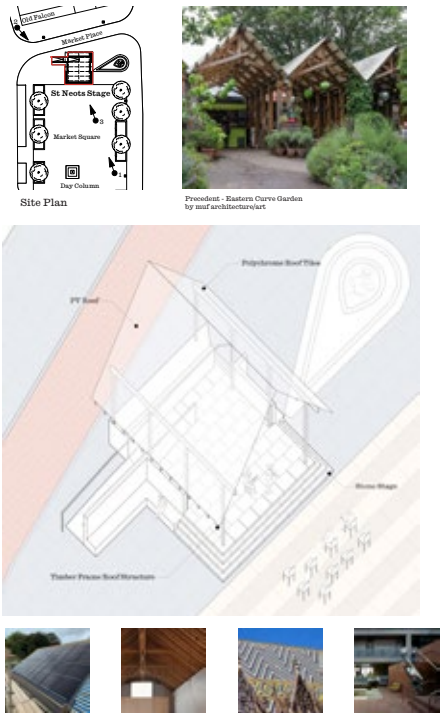 Old Falcon
2
Market Place
St Neots Stage
3
Market Square
1
Day Column
Site Plan
Precedent - Eastern Curve Garden
by muf architecture/art
Polychrome Roof Tiles
PV Roof
Stone Stage
Timber Frame Roof Structure